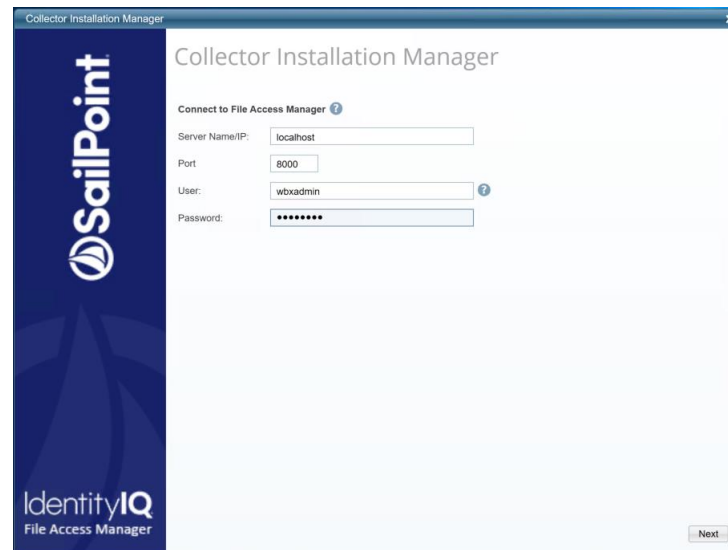 Collector Installation Manager
SailPoint
Collector Installation Manager
Connect to File Access Manager ?
Server Name/IP: localhost
Port 8000
User: wbxadmin ?
Password: ••••••••
IdentityIQ
File Access Manager
Next